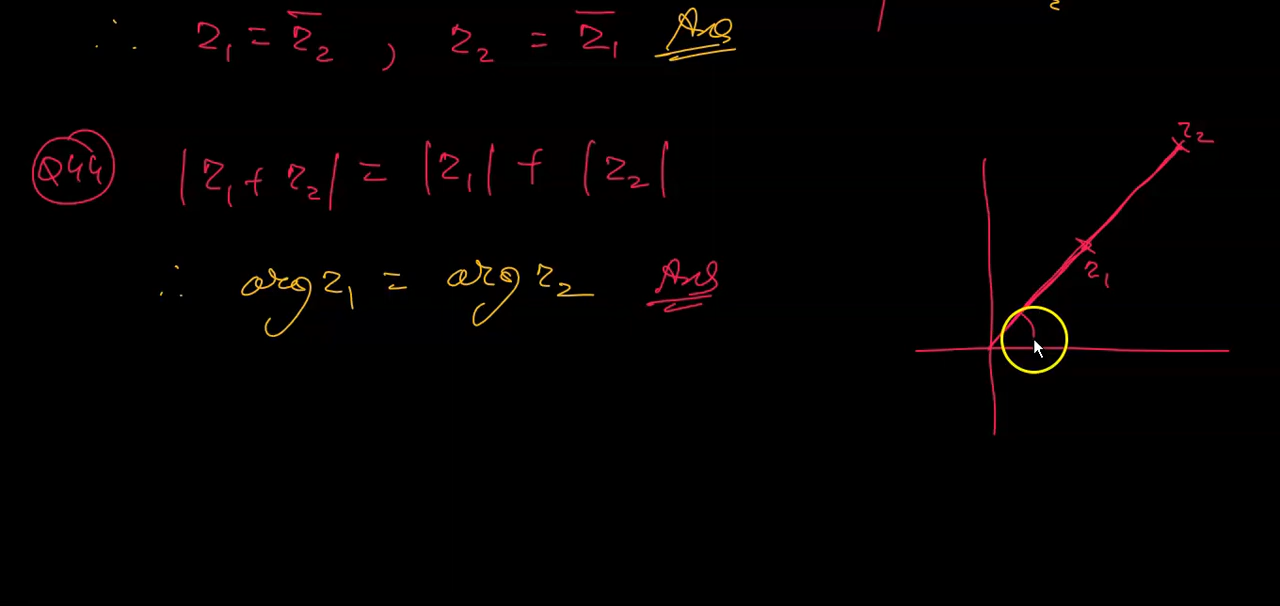 ∴ z₁ = z̅₂ , z₂ = z̅₁ Ans
Q44 |z₁ + z₂| = |z₁| + |z₂|
∴ arg z₁ = arg z₂ Ans
z₂
z₁